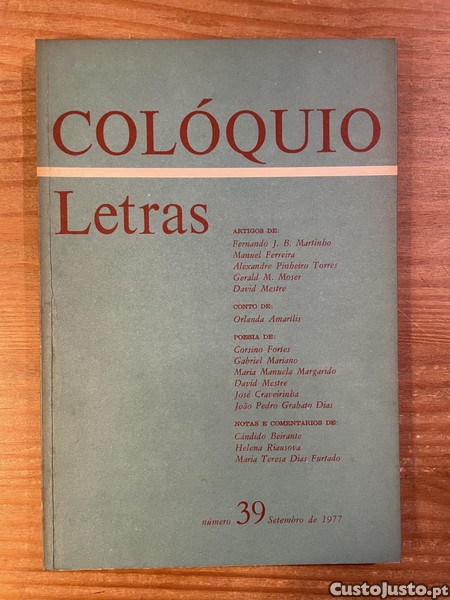 COLÓQUIO
Letras
ARTIGOS DE:
Fernando J. B. Martinho
Manuel Ferreira
Alexandre Pinheiro Torres
Gerald M. Moser
David Mestre
CONTO DE:
Orlanda Amarílis
POESIA DE:
Corsino Fortes
Gabriel Mariano
Maria Manuela Margarido
David Mestre
José Craveirinha
João Pedro Grabato Dias
NOTAS E COMENTÁRIOS DE:
Cândido Beirante
Helena Riausova
Maria Teresa Dias Furtado
número 39 Setembro de 1977
CustoJusto.pt